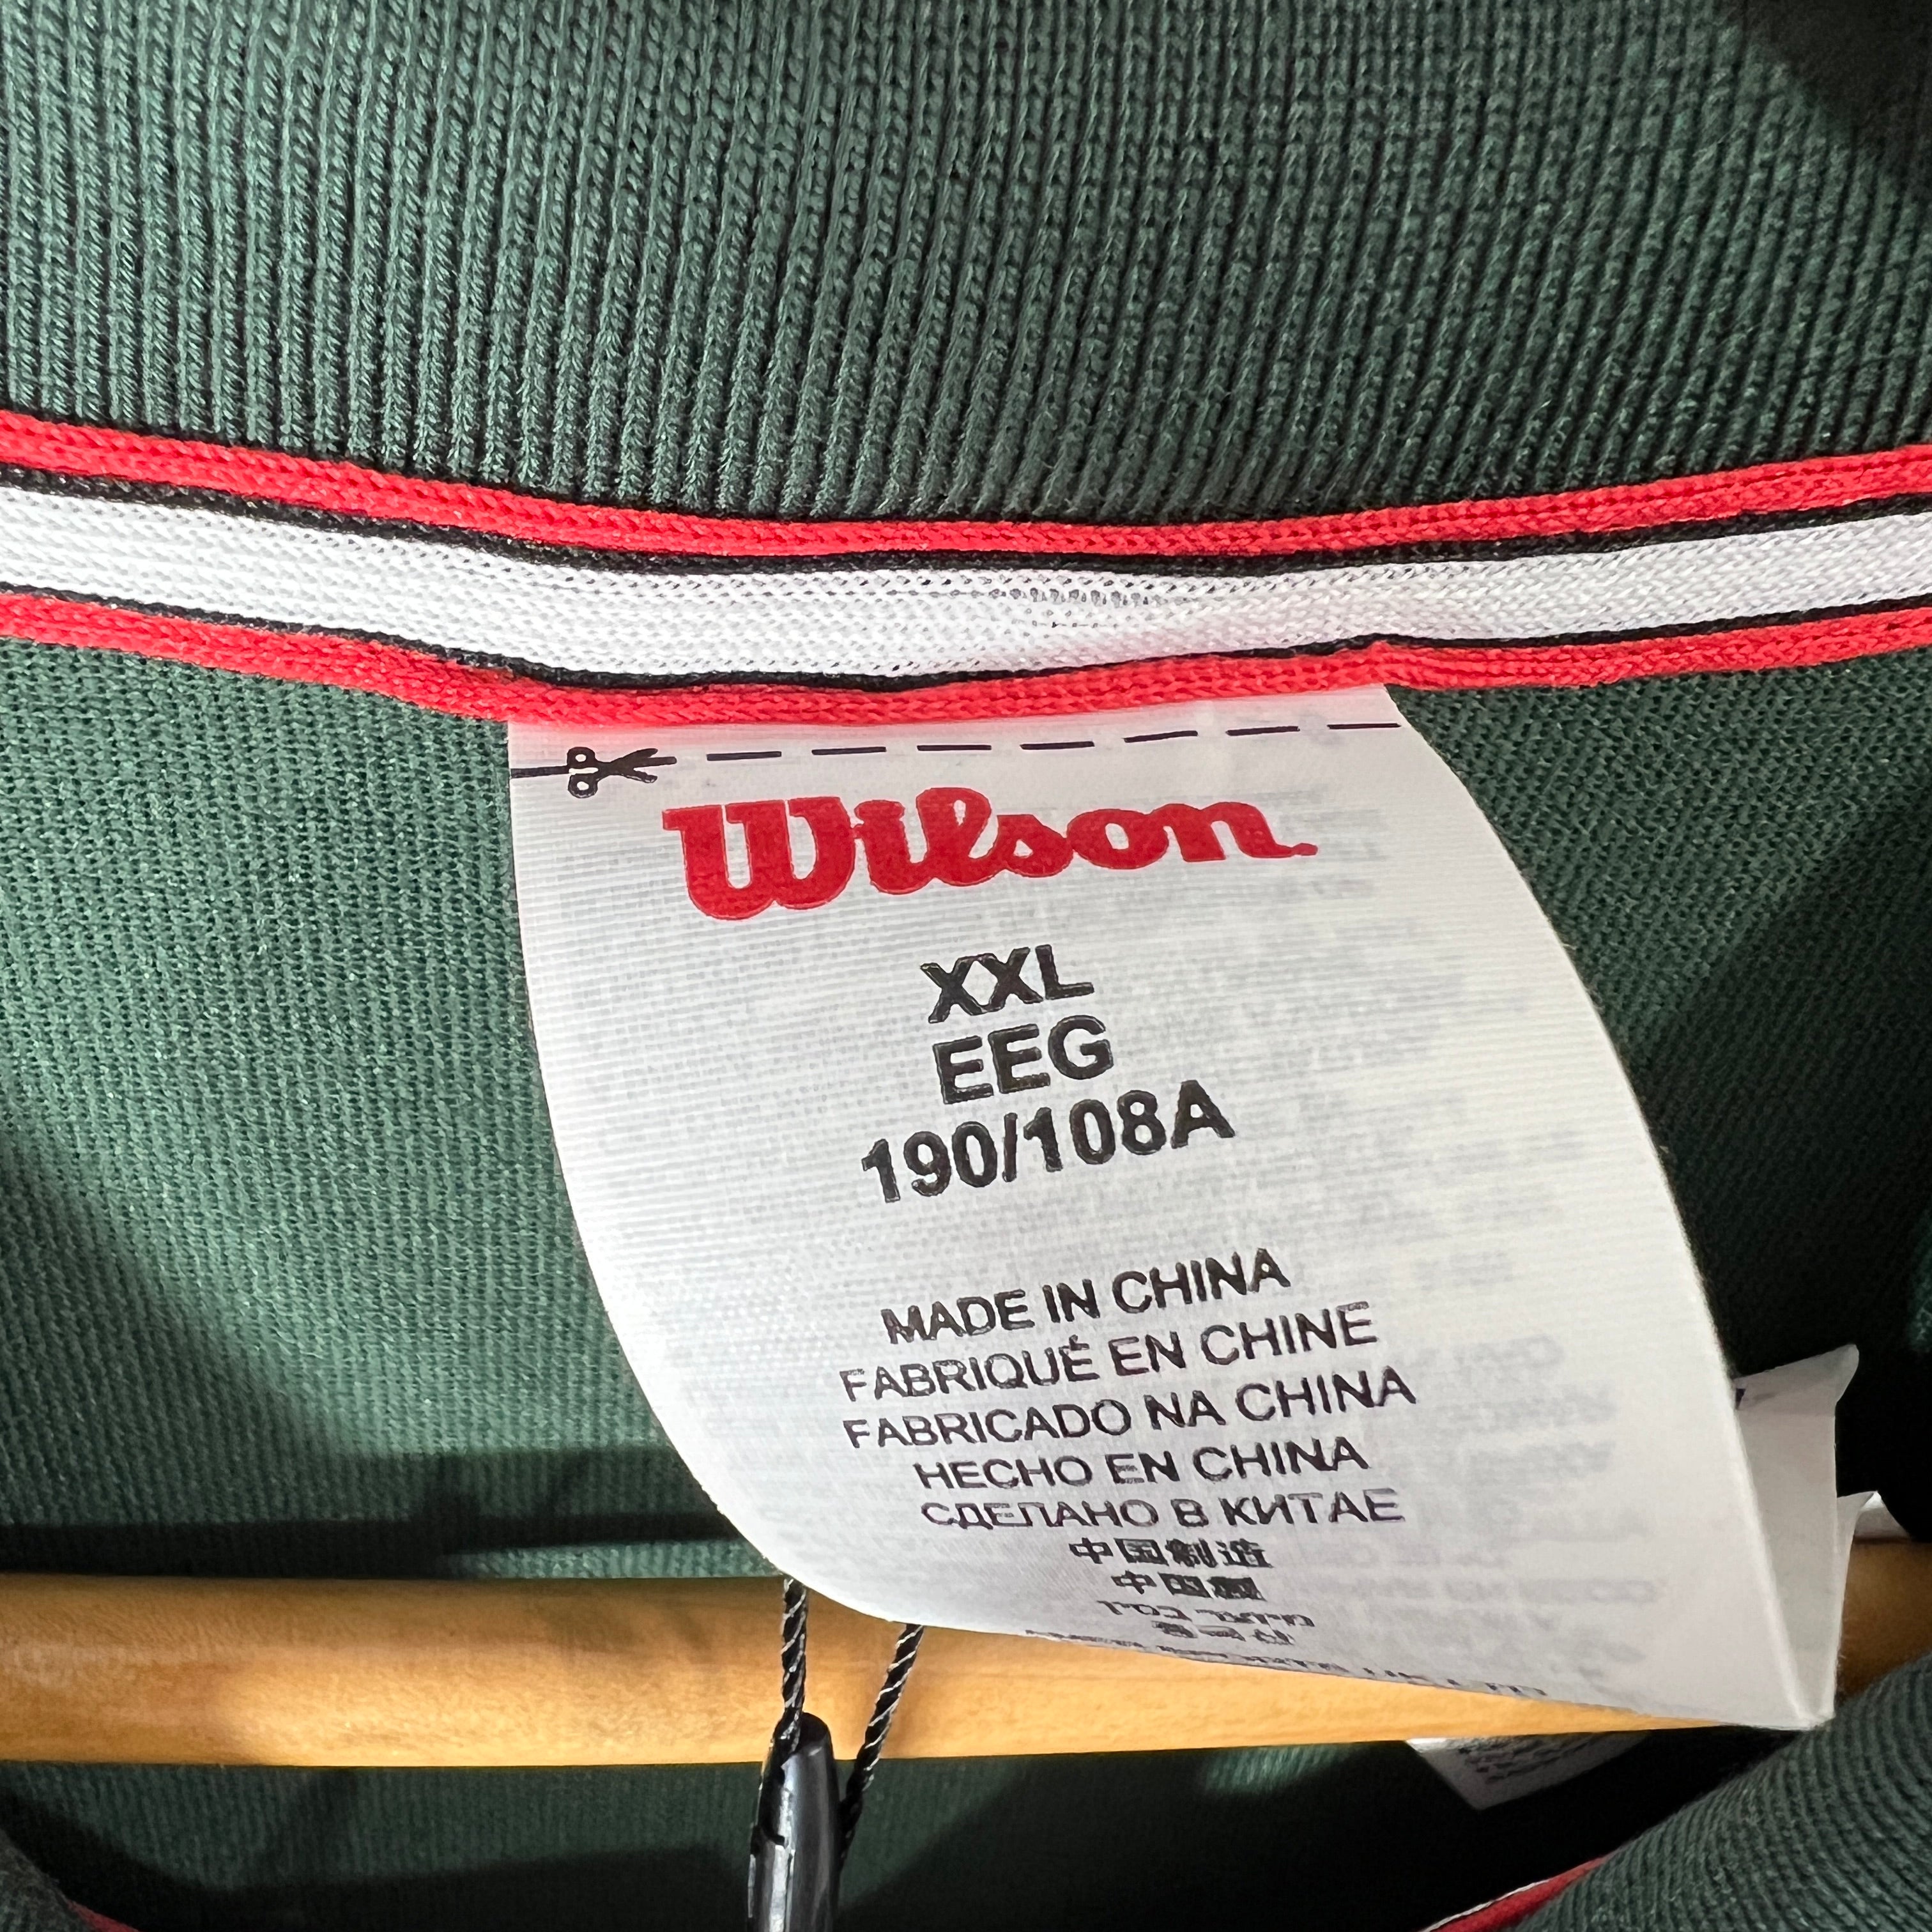 Wilson
XXL
EEG
190/108A
MADE IN CHINA
FABRIQUÉ EN CHINE
FABRICADO NA CHINA
HECHO EN CHINA
СДЕЛАНО В КИТАЕ
中国制造
中国製